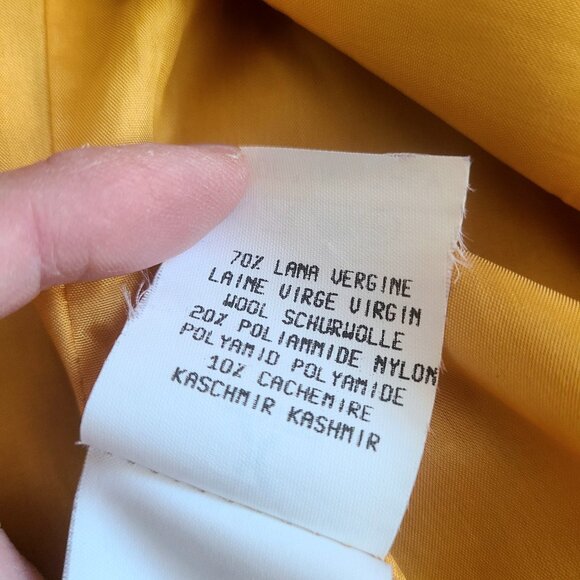 70% LANA VERGINE
LAINE VIRGE VIRGIN
WOOL SCHURWOLLE
20% POLIAMMIDE NYLON
POLYAMID POLYAMIDE
10% CACHEMIRE
KASCHMIR KASHMIR